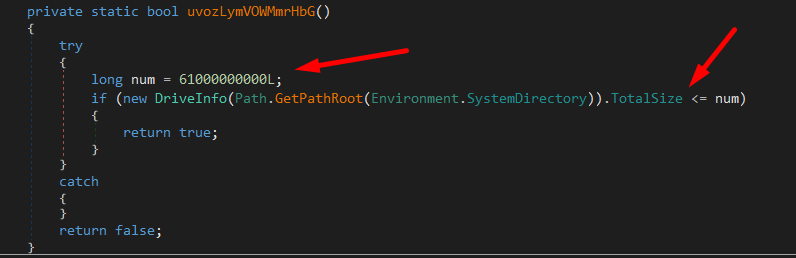 private static bool uvozLymVOWMmrHbG()
{
try
{
long num = 61000000000L;
if (new DriveInfo(Path.GetPathRoot(Environment.SystemDirectory)).TotalSize <= num)
{
return true;
}
}
catch
{
}
return false;
}